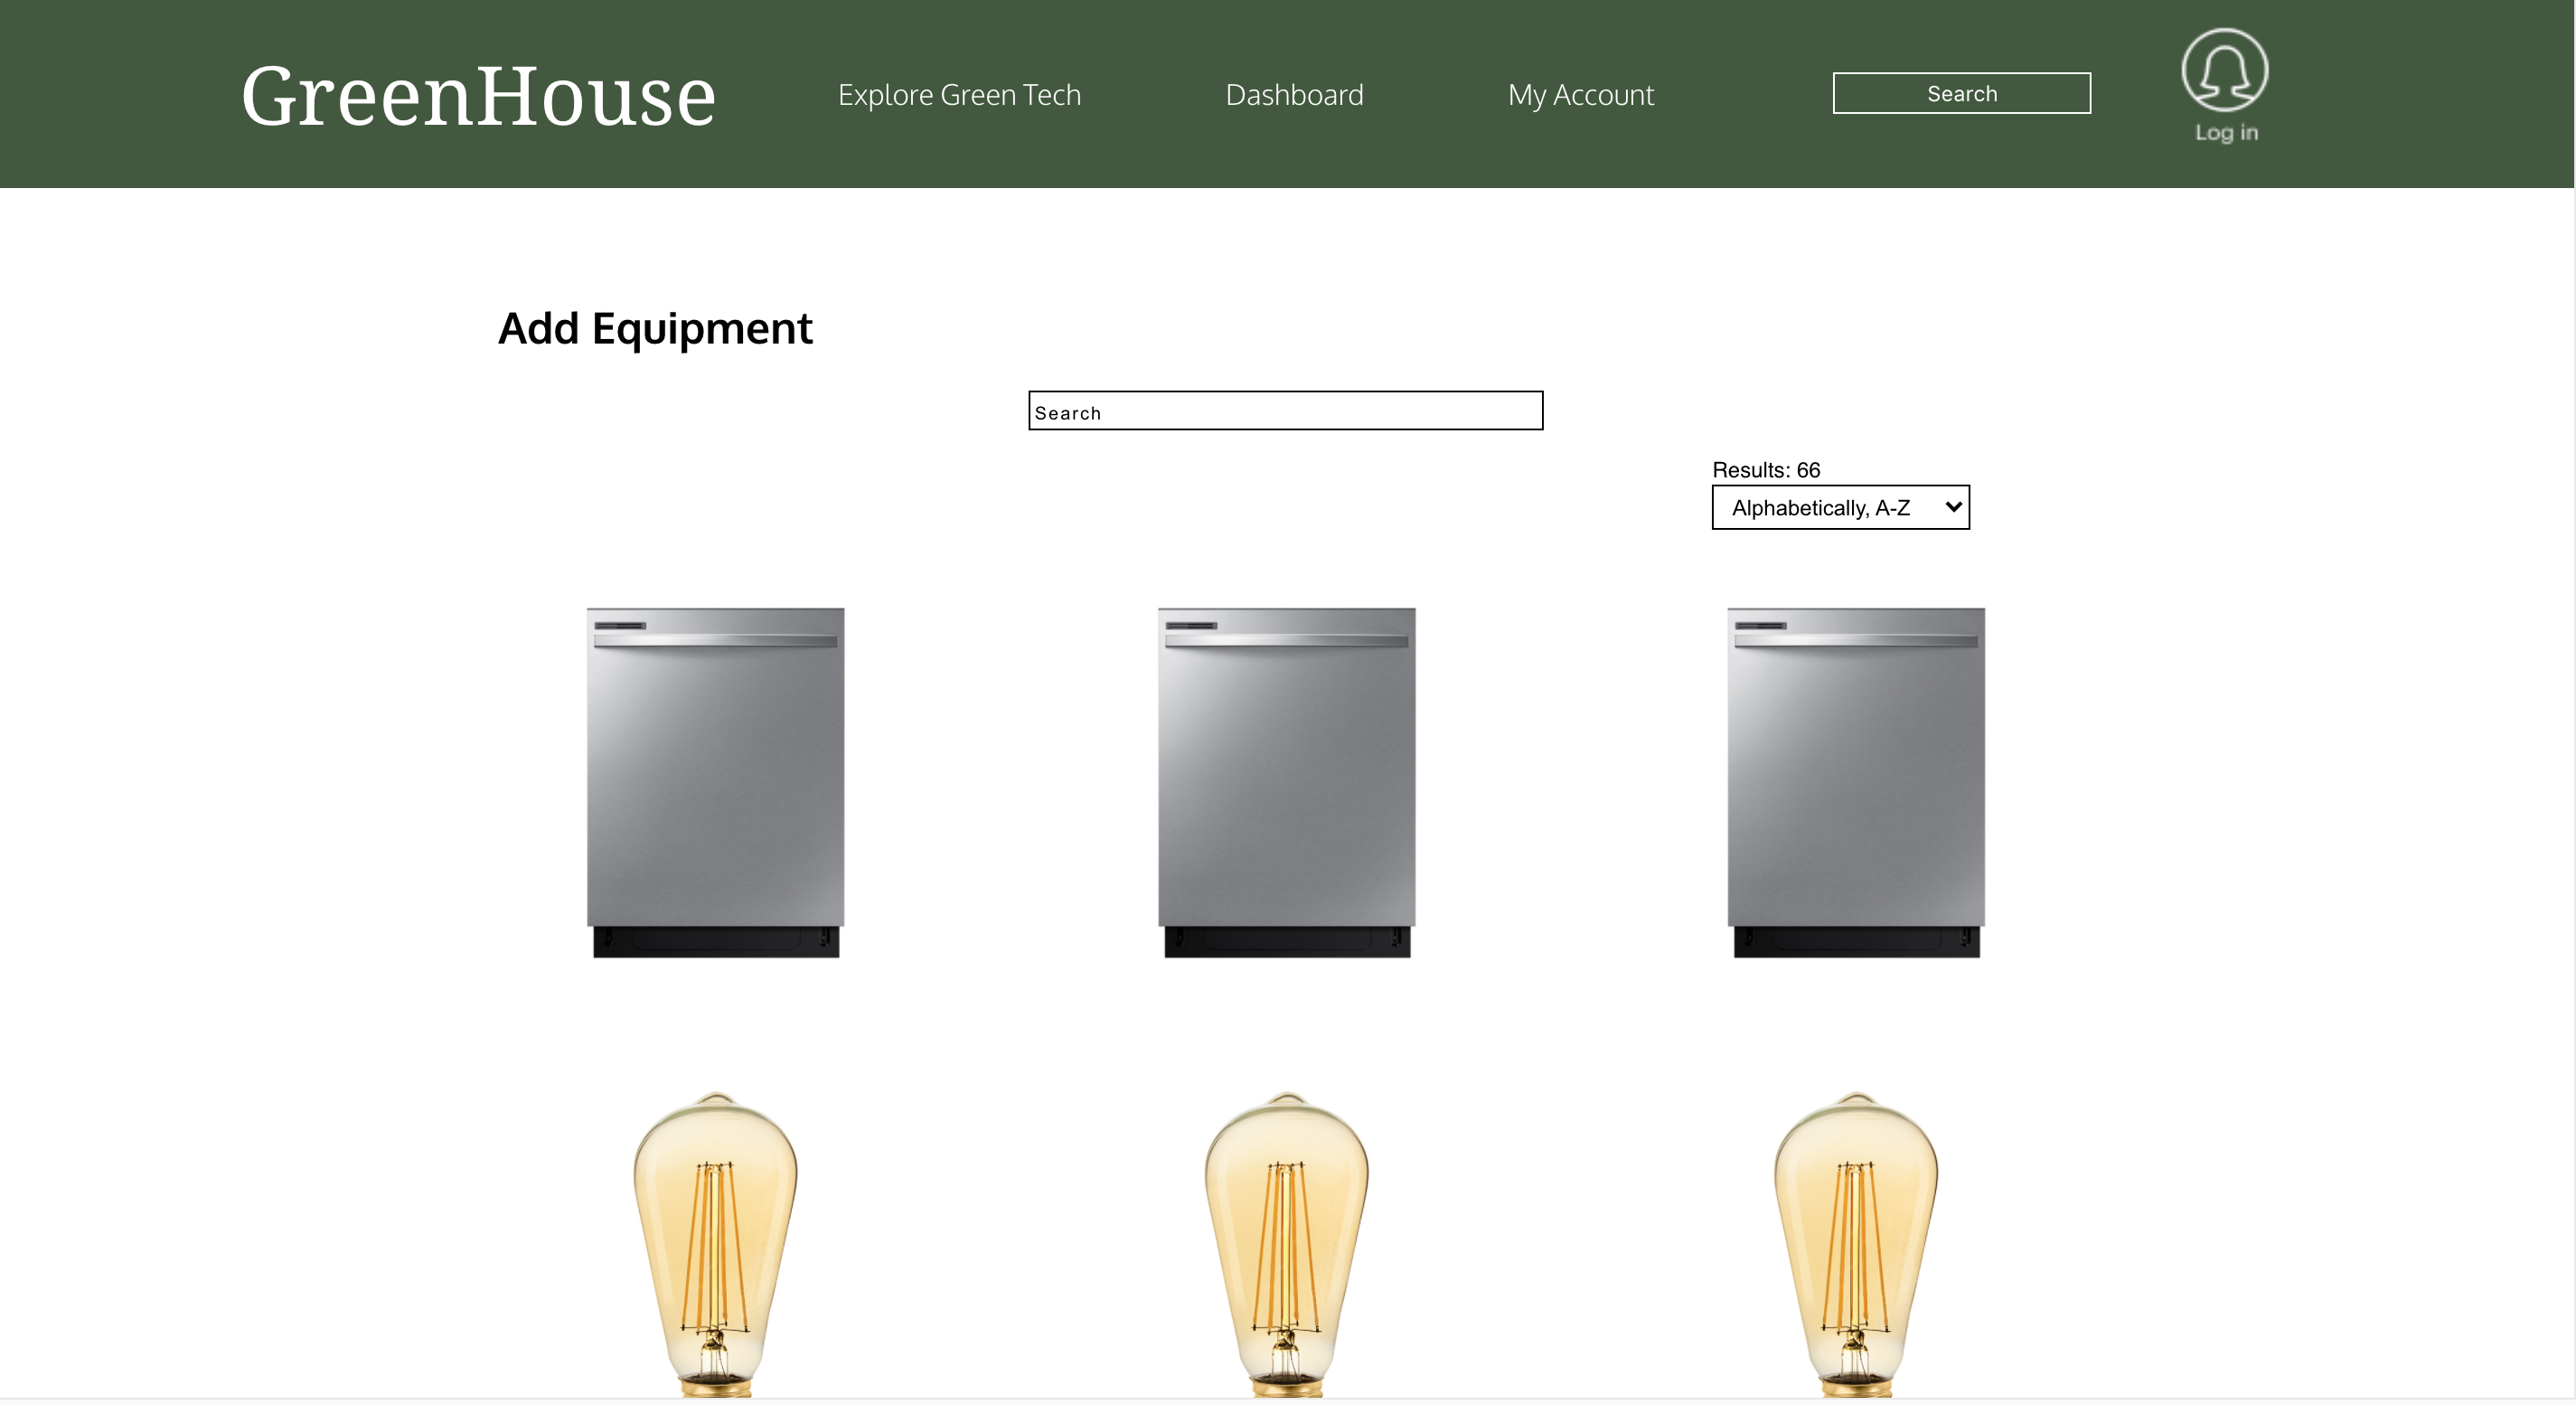 GreenHouse
Explore Green Tech
Dashboard
My Account
Search
Log in
Add Equipment
Search
Results: 66
Alphabetically, A-Z